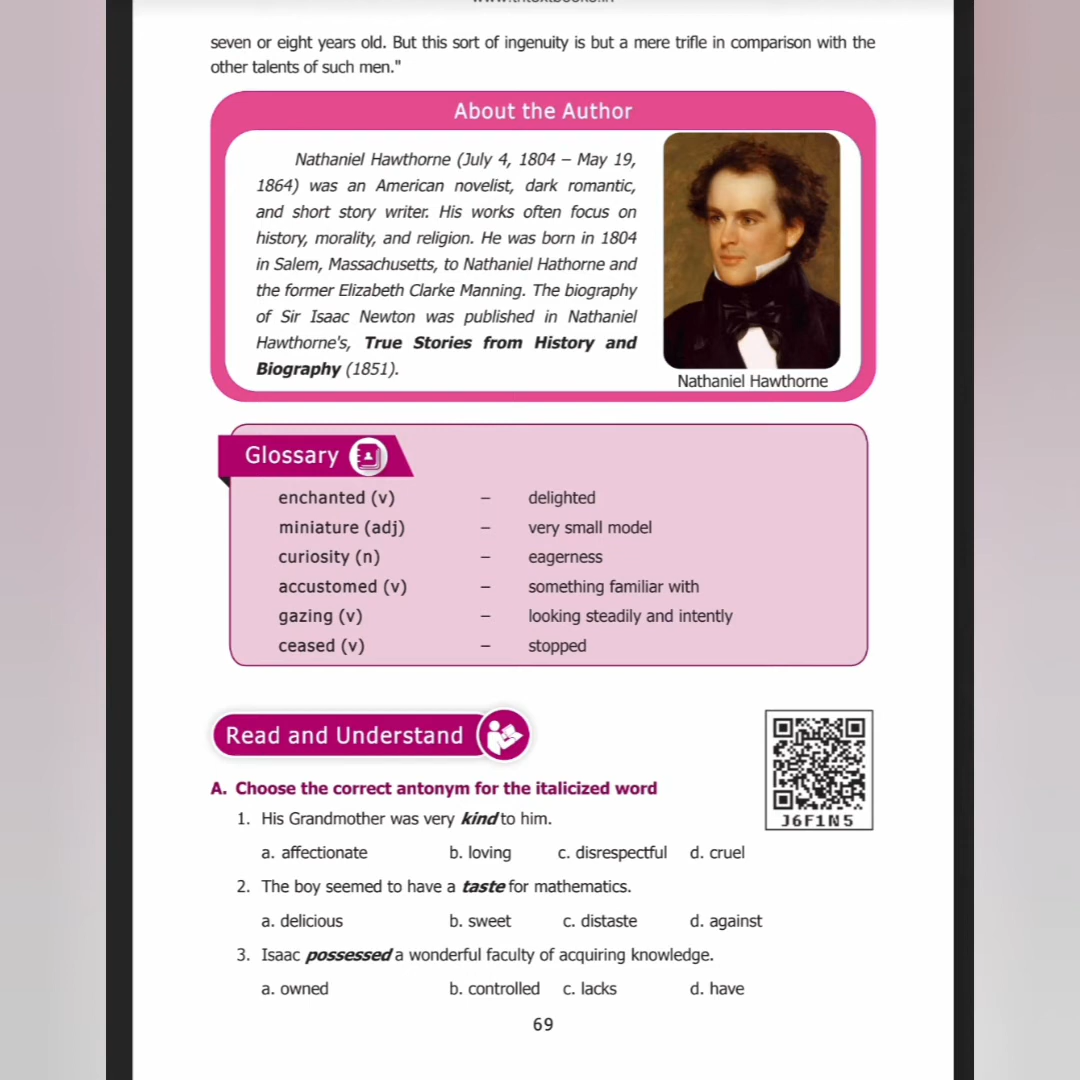 seven or eight years old. But this sort of ingenuity is but a mere trifle in comparison with the
other talents of such men."
About the Author
Nathaniel Hawthorne (July 4, 1804 – May 19,
1864) was an American novelist, dark romantic,
and short story writer. His works often focus on
history, morality, and religion. He was born in 1804
in Salem, Massachusetts, to Nathaniel Hathorne and
the former Elizabeth Clarke Manning. The biography
of Sir Isaac Newton was published in Nathaniel
Hawthorne's, True Stories from History and
Biography (1851).
Nathaniel Hawthorne
Glossary
enchanted (v) – delighted
miniature (adj) – very small model
curiosity (n) – eagerness
accustomed (v) – something familiar with
gazing (v) – looking steadily and intently
ceased (v) – stopped
Read and Understand
J6F1N5
A. Choose the correct antonym for the italicized word
1. His Grandmother was very kind to him.
a. affectionate b. loving c. disrespectful d. cruel
2. The boy seemed to have a taste for mathematics.
a. delicious b. sweet c. distaste d. against
3. Isaac possessed a wonderful faculty of acquiring knowledge.
a. owned b. controlled c. lacks d. have
69